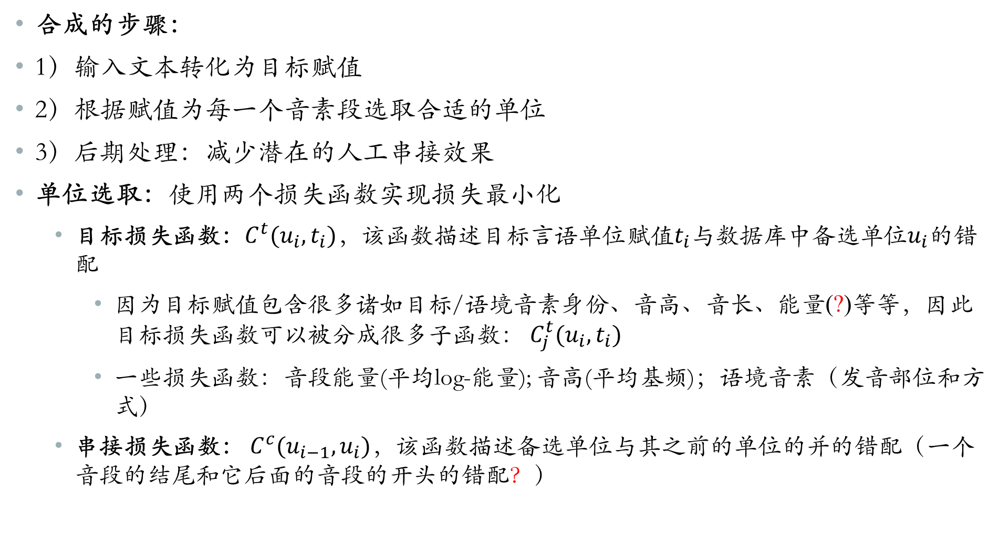 • 合成的步骤：
• 1）输入文本转化为目标赋值
• 2）根据赋值为每一个音素段选取合适的单位
• 3）后期处理：减少潜在的人工串接效果
• 单位选取：使用两个损失函数实现损失最小化
• 目标损失函数：$C^t(u_i, t_i)$，该函数描述目标言语单位赋值$t_i$与数据库中备选单位$u_i$的错
配
• 因为目标赋值包含很多诸如目标/语境音素身份、音高、音长、能量(?)等等，因此
目标损失函数可以被分成很多子函数： $C_j^t(u_i, t_i)$
• 一些损失函数：音段能量(平均log-能量); 音高(平均基频)；语境音素（发音部位和方
式）
• 串接损失函数： $C^c(u_{i-1}, u_i)$，该函数描述备选单位与其之前的单位的并的错配（一个
音段的结尾和它后面的音段的开头的错配? ）